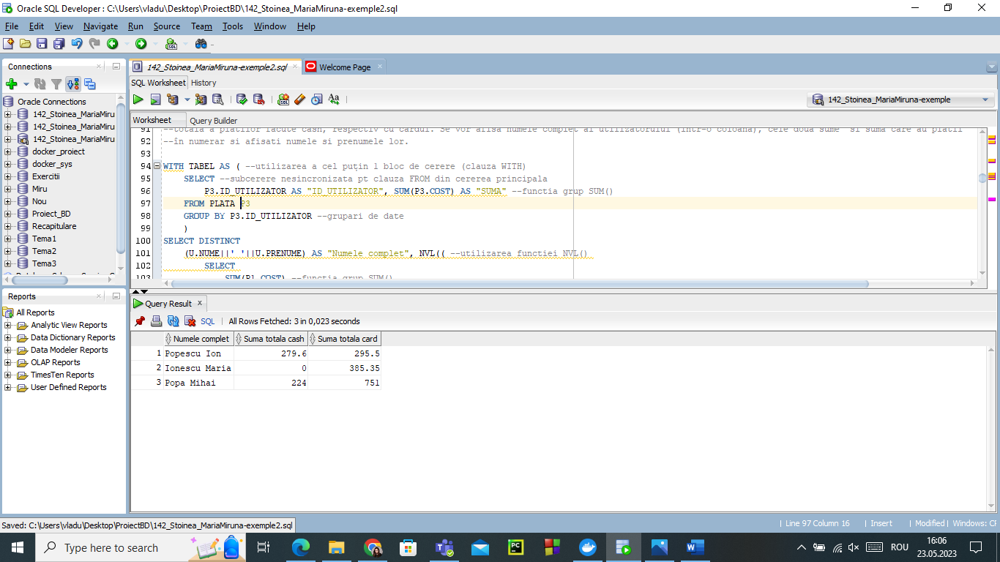 Oracle SQL Developer : C:\Users\vladu\Desktop\ProiectBD\142_Stoinea_MariaMiruna-exemple2.sql
File Edit View Navigate Run Source Team Tools Window Help
Connections
Oracle Connections
142_Stoinea_MariaMiru
142_Stoinea_MariaMiru
142_Stoinea_MariaMiru
docker_proiect
docker_sys
Exercitii
Miru
Nou
Proiect_BD
Recapitulare
Tema1
Tema2
Tema3
Reports
All Reports
Analytic View Reports
Data Dictionary Reports
Data Modeler Reports
OLAP Reports
TimesTen Reports
User Defined Reports
142_Stoinea_MariaMiruna-exemple2.sql Welcome Page
SQL Worksheet History
142_Stoinea_MariaMiruna-exemple
Worksheet Query Builder
91 --totala a platilor facute cash, respectiv cu cardul. Se vor afisa numele complet al utilizatorului (intr-o coloana), cele doua sume si suma care au platit
92 --în numerar si afisati numele si prenumele lor.
93
94 WITH TABEL AS ( --utilizarea a cel puțin 1 bloc de cerere (clauza WITH)
95 SELECT --subcerere nesincronizata pt clauza FROM din cererea principala
96 P3.ID_UTILIZATOR AS "ID_UTILIZATOR", SUM(P3.COST) AS "SUMA" --functia grup SUM()
97 FROM PLATA P3
98 GROUP BY P3.ID_UTILIZATOR --grupari de date
99 )
100 SELECT DISTINCT
101 (U.NUME||' '||U.PRENUME) AS "Numele complet", NVL(( --utilizarea functiei NVL()
102 SELECT
103 SUM(P1.COST) --functia grup SUM()
Query Result
SQL | All Rows Fetched: 3 in 0,023 seconds
Numele complet Suma totala cash Suma totala card
1 Popescu Ion 279.6 295.5
2 Ionescu Maria 0 385.35
3 Popa Mihai 224 751
Saved: C:\Users\vladu\Desktop\ProiectBD\142_Stoinea_MariaMiruna-exemple2.sql
| Line 97 Column 16 | Insert | Modified | Windows: CR
Type here to search
ROU
16:06
23.05.2023